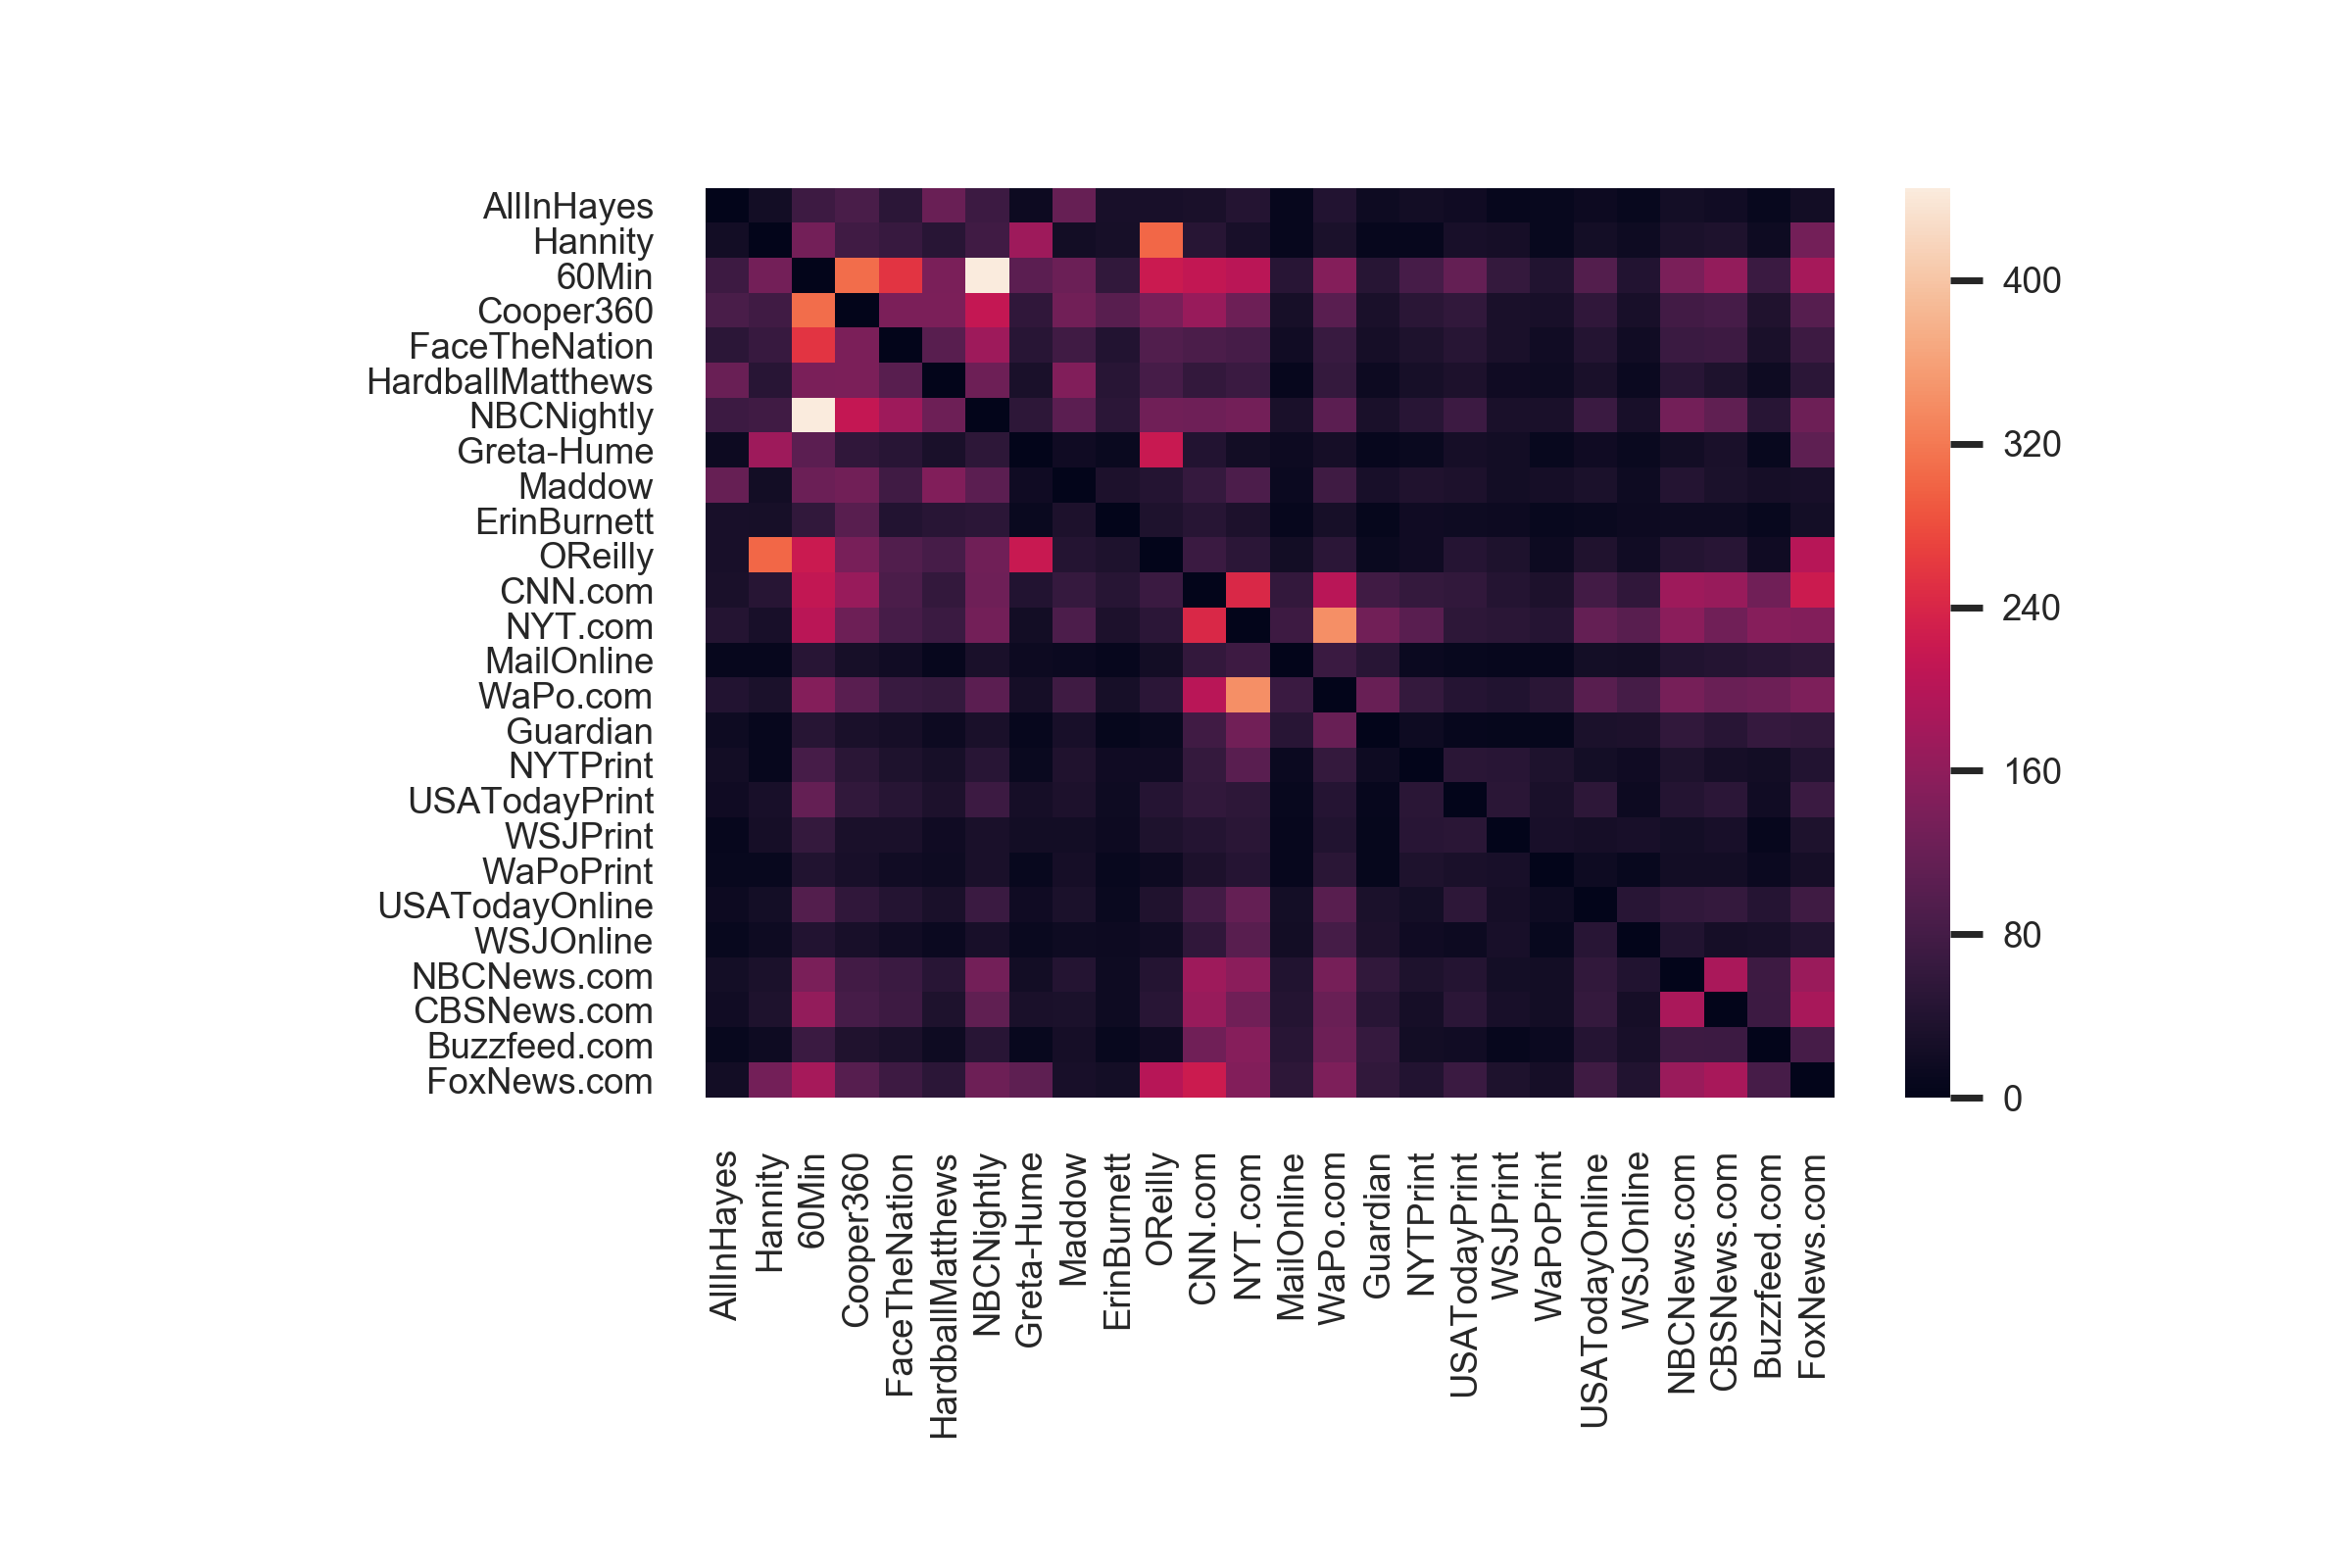 AllInHayes
Hannity
60Min
Cooper360
FaceTheNation
HardballMatthews
NBCNightly
Greta-Hume
Maddow
ErinBurnett
OReilly
CNN.com
NYT.com
MailOnline
WaPo.com
Guardian
NYTPrint
USATodayPrint
WSJPrint
WaPoPrint
USATodayOnline
WSJOnline
NBCNews.com
CBSNews.com
Buzzfeed.com
FoxNews.com
AllInHayes
Hannity
60Min
Cooper360
FaceTheNation
HardballMatthews
NBCNightly
Greta-Hume
Maddow
ErinBurnett
OReilly
CNN.com
NYT.com
MailOnline
WaPo.com
Guardian
NYTPrint
USATodayPrint
WSJPrint
WaPoPrint
USATodayOnline
WSJOnline
NBCNews.com
CBSNews.com
Buzzfeed.com
FoxNews.com
400
320
240
160
80
0